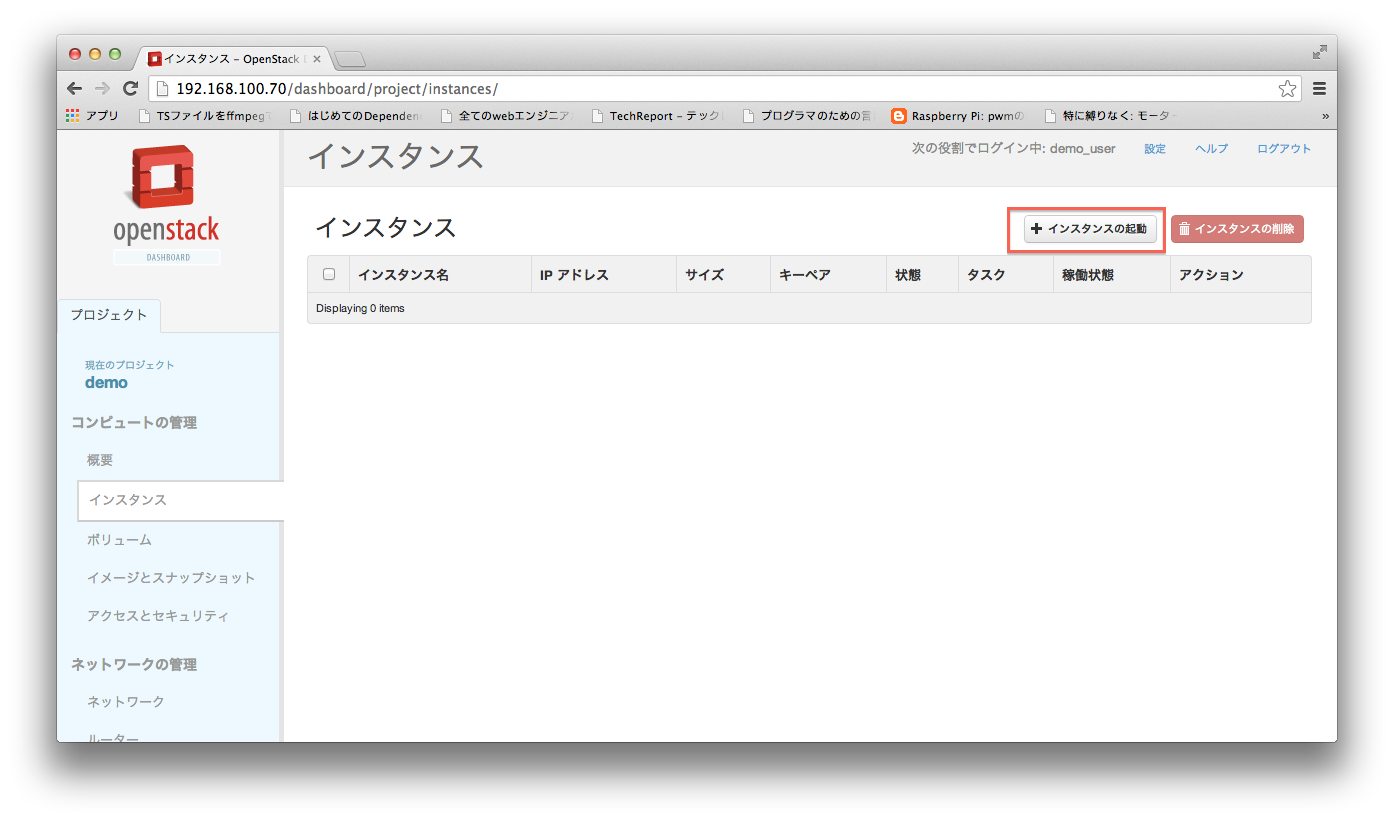 インスタンス – OpenStack
192.168.100.70/dashboard/project/instances/
アプリ TSファイルをffmpegで はじめてのDependen 全てのwebエンジニア TechReport – テック プログラマのための言 Raspberry Pi: pwmの 特に縛りなく: モータ »
openstack
DASHBOARD
プロジェクト
現在のプロジェクト
demo
コンピュートの管理
概要
インスタンス
ボリューム
イメージとスナップショット
アクセスとセキュリティ
ネットワークの管理
ネットワーク
ルーター
インスタンス
次の役割でログイン中: demo_user 設定 ヘルプ ログアウト
インスタンス
インスタンスの起動 インスタンスの削除
インスタンス名 IP アドレス サイズ キーペア 状態 タスク 稼働状態 アクション
Displaying 0 items